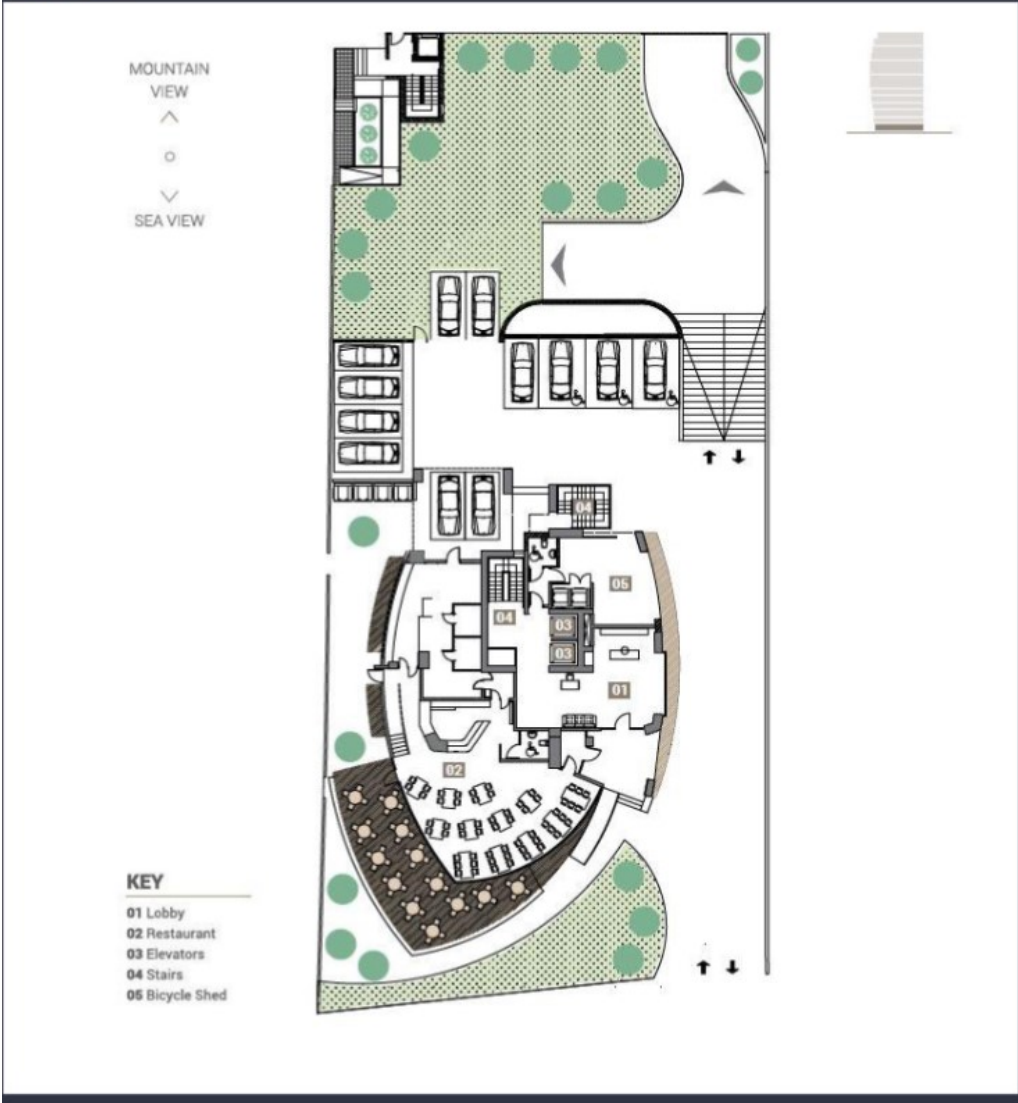 MOUNTAIN
VIEW
SEA VIEW
04
05
04
03
03
01
02
KEY
01 Lobby
02 Restaurant
03 Elevators
04 Stairs
05 Bicycle Shed